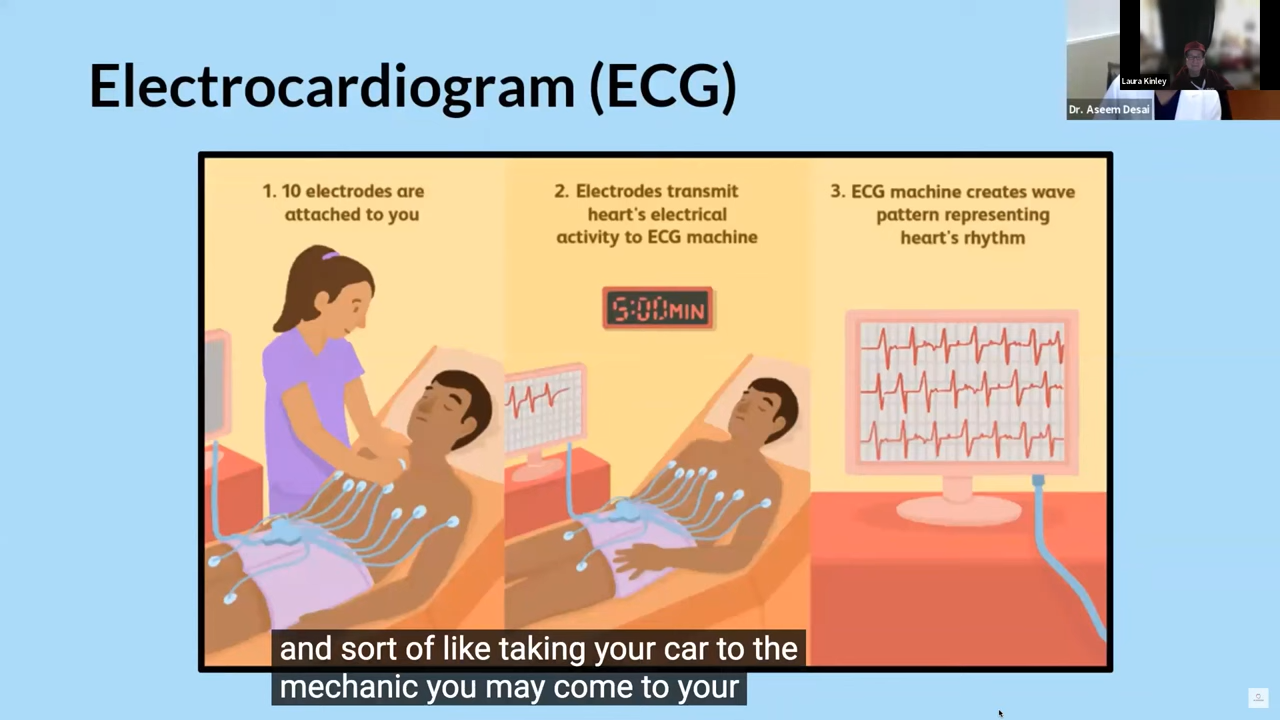 Electrocardiogram (ECG)
Laura Kinley
Dr. Aseem Desai
1. 10 electrodes are
attached to you
2. Electrodes transmit
heart's electrical
activity to ECG machine
3. ECG machine creates wave
pattern representing
heart's rhythm
5:00MIN
and sort of like taking your car to the
mechanic you may come to your